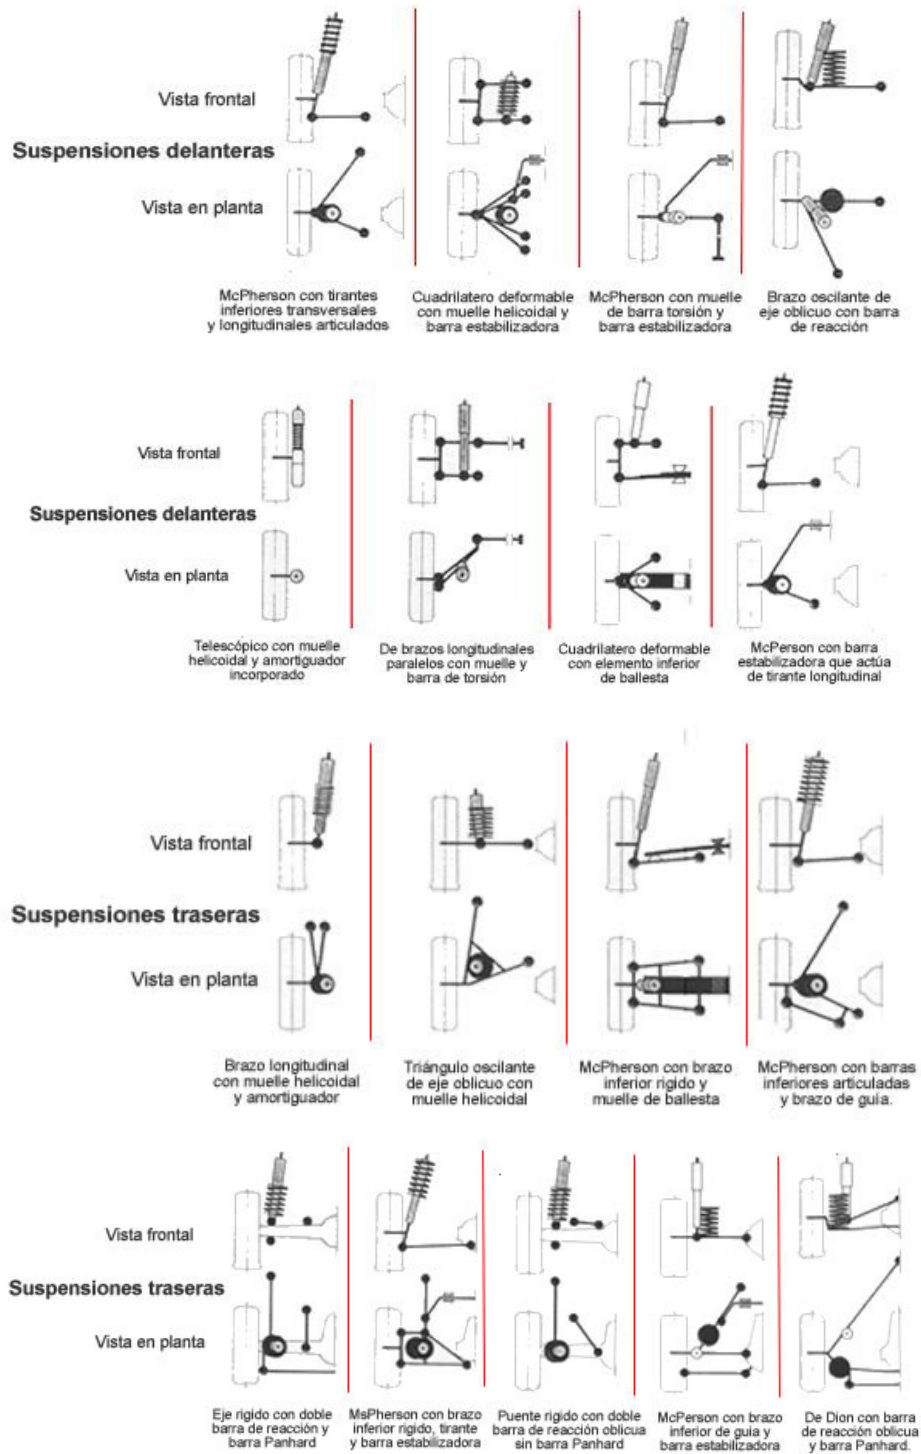 Vista frontal
Suspensiones delanteras
Vista en planta
McPherson con tirantes
inferiores transversales
y longitudinales articulados
Cuadrilatero deformable
con muelle helicoidal y
barra estabilizadora
McPherson con muelle
de barra torsión y
barra estabilizadora
Brazo oscilante de
eje oblicuo con barra
de reacción
Vista frontal
Suspensiones delanteras
Vista en planta
Telescópico con muelle
helicoidal y amortiguador
incorporado
De brazos longitudinales
paralelos con muelle y
barra de torsión
Cuadrilatero deformable
con elemento inferior
de ballesta
McPerson con barra
estabilizadora que actúa
de tirante longitudinal
Vista frontal
Suspensiones traseras
Vista en planta
Brazo longitudinal
con muelle helicoidal
y amortiguador
Triángulo oscilante
de eje oblicuo con
muelle helicoidal
McPherson con brazo
inferior rigido y
muelle de ballesta
McPherson con barras
inferiores articuladas
y brazo de guía.
Vista frontal
Suspensiones traseras
Vista en planta
Eje rigido con doble
barra de reacción y
barra Panhard
MsPherson con brazo
inferior rigido, tirante
y barra estabilizadora
Puente rigido con doble
barra de reacción oblicua
sin barra Panhard
McPerson con brazo
inferior de guia y
barra estabilizadora
De Dion con barra
de reacción oblicua
y barra Panhard